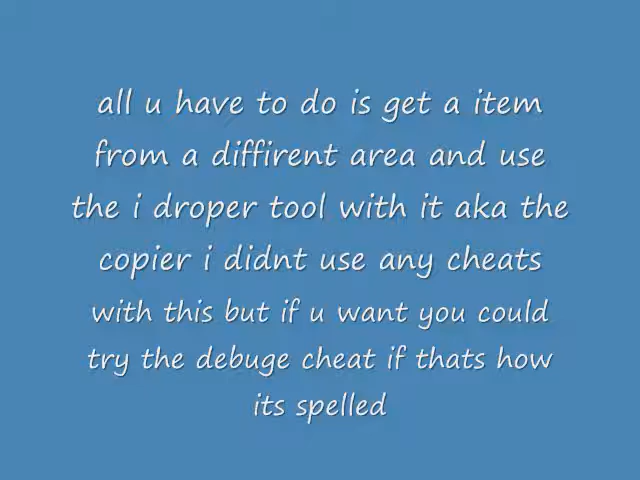 all u have to do is get a item
from a diffirent area and use
the i droper tool with it aka the
copier i didnt use any cheats
with this but if u want you could
try the debuge cheat if thats how
its spelled